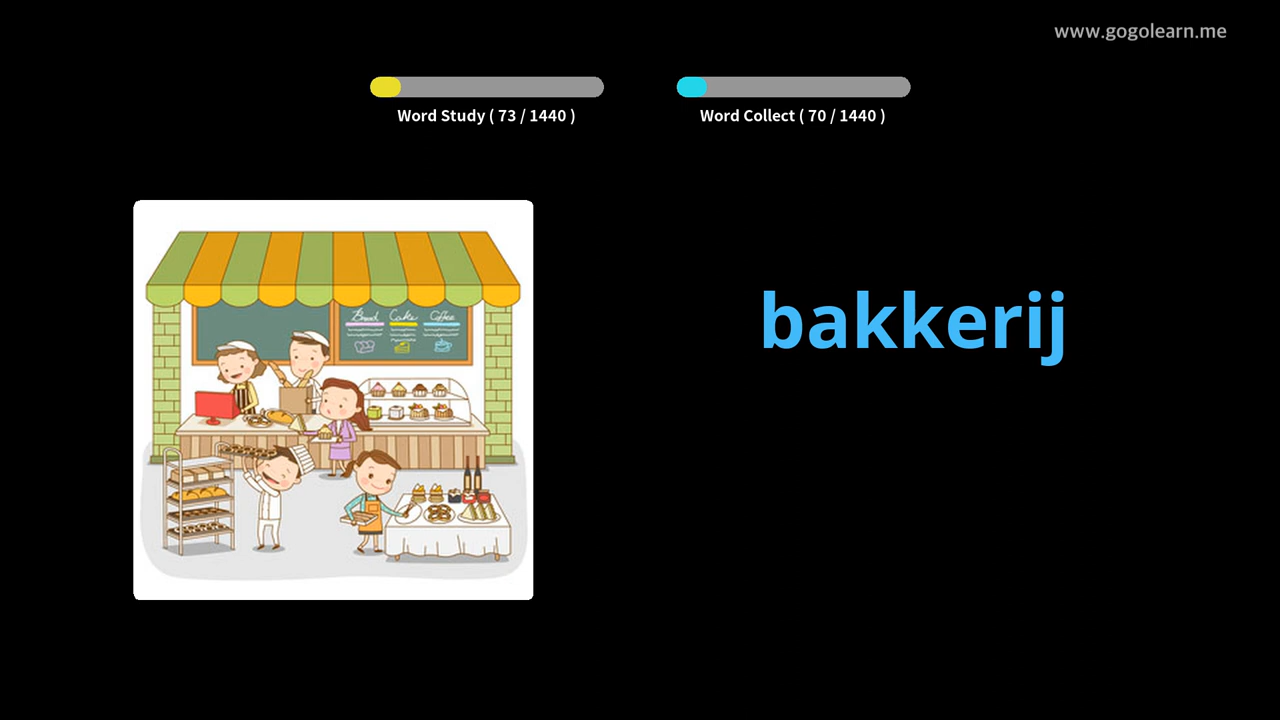 www.gogolearn.me
Word Study ( 73 / 1440 )
Word Collect ( 70 / 1440 )
Bread Cake Coffee
bakkerij